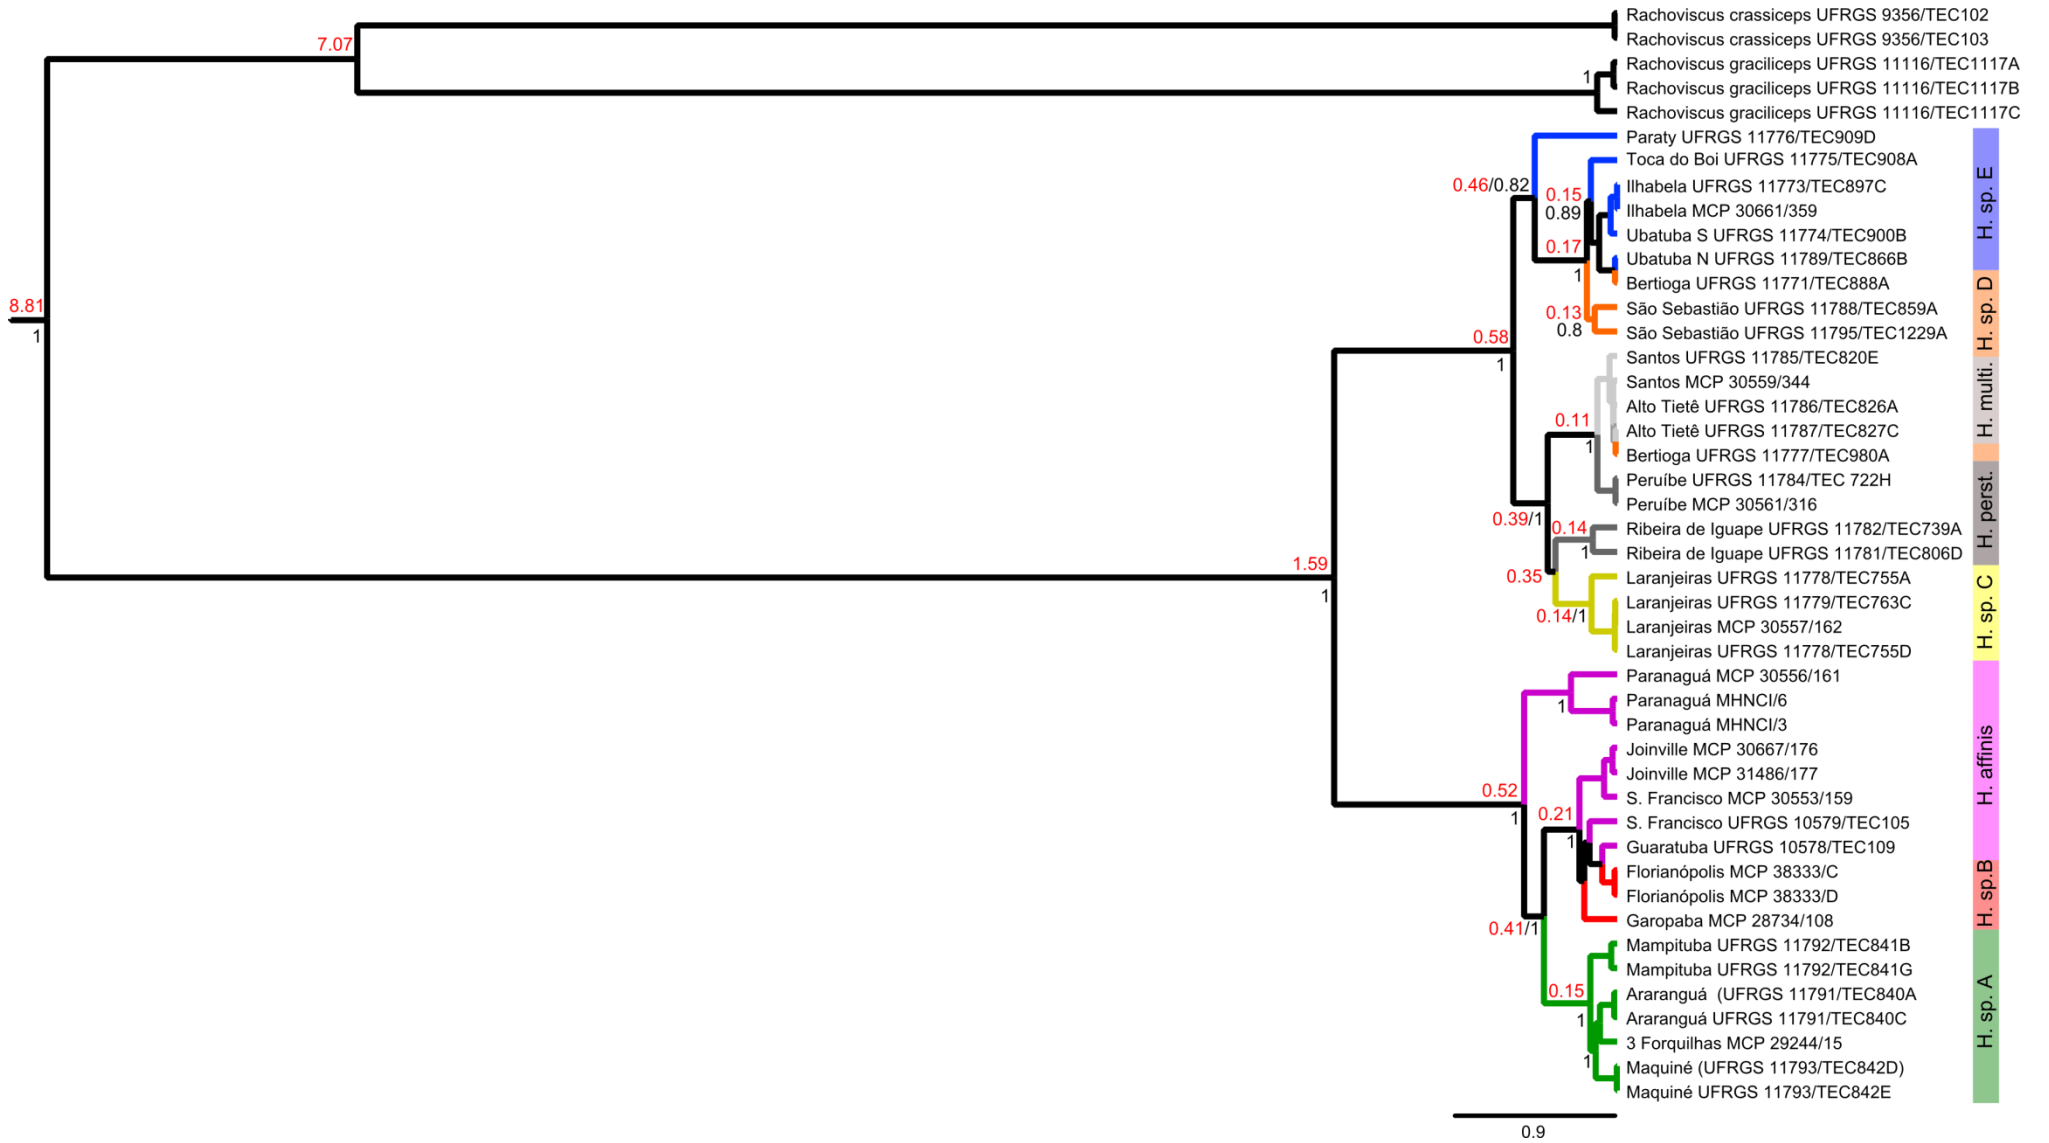 Rachoviscus crassiceps UFRGS 9356/TEC102
Rachoviscus crassiceps UFRGS 9356/TEC103
7.07
Rachoviscus graciliceps UFRGS 11116/TEC1117A
1
Rachoviscus graciliceps UFRGS 11116/TEC1117B
Rachoviscus graciliceps UFRGS 11116/TEC1117C
Paraty UFRGS 11776/TEC909D
Toca do Boi UFRGS 11775/TEC908A
0.46/0.82
Ilhabela UFRGS 11773/TEC897C
0.15
0.89
Ilhabela MCP 30661/359
Ubatuba S UFRGS 11774/TEC900B
0.17
1
Ubatuba N UFRGS 11789/TEC866B
Bertioga UFRGS 11771/TEC888A
H. sp. E
8.81
1
São Sebastião UFRGS 11788/TEC859A
0.13
0.8
São Sebastião UFRGS 11795/TEC1229A
H. sp. D
0.58
1
Santos UFRGS 11785/TEC820E
Santos MCP 30559/344
Alto Tietê UFRGS 11786/TEC826A
0.11
1
Alto Tietê UFRGS 11787/TEC827C
H. multi.
Bertioga UFRGS 11777/TEC980A
Peruíbe UFRGS 11784/TEC 722H
Peruíbe MCP 30561/316
0.39/1
0.14
1
Ribeira de Iguape UFRGS 11782/TEC739A
Ribeira de Iguape UFRGS 11781/TEC806D
H. perst.
1.59
1
0.35
Laranjeiras UFRGS 11778/TEC755A
Laranjeiras UFRGS 11779/TEC763C
0.14/1
Laranjeiras MCP 30557/162
Laranjeiras UFRGS 11778/TEC755D
H. sp. C
Paranaguá MCP 30556/161
1
Paranaguá MHNCI/6
Paranaguá MHNCI/3
Joinville MCP 30667/176
Joinville MCP 31486/177
0.52
1
S. Francisco MCP 30553/159
0.21
1
S. Francisco UFRGS 10579/TEC105
Guaratuba UFRGS 10578/TEC109
H. affinis
Florianópolis MCP 38333/C
Florianópolis MCP 38333/D
Garopaba MCP 28734/108
H. sp.B
0.41/1
Mampituba UFRGS 11792/TEC841B
Mampituba UFRGS 11792/TEC841G
0.15
1
Araranguá (UFRGS 11791/TEC840A
Araranguá UFRGS 11791/TEC840C
3 Forquilhas MCP 29244/15
1
Maquiné (UFRGS 11793/TEC842D)
Maquiné UFRGS 11793/TEC842E
H. sp. A
0.9